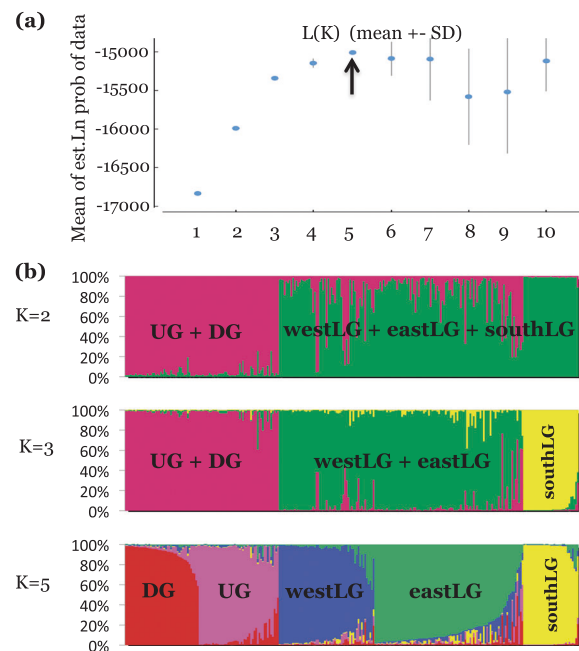 (a)
L(K) (mean +- SD)
Mean of est.Ln prob of data
-15000
-15500
-16000
-16500
-17000
1 2 3 4 5 6 7 8 9 10
(b)
K=2
100%
80%
60%
40%
20%
0%
UG + DG
westLG + eastLG + southLG
K=3
100%
80%
60%
40%
20%
0%
UG + DG
westLG + eastLG
southLG
K=5
100%
80%
60%
40%
20%
0%
DG
UG
westLG
eastLG
southLG